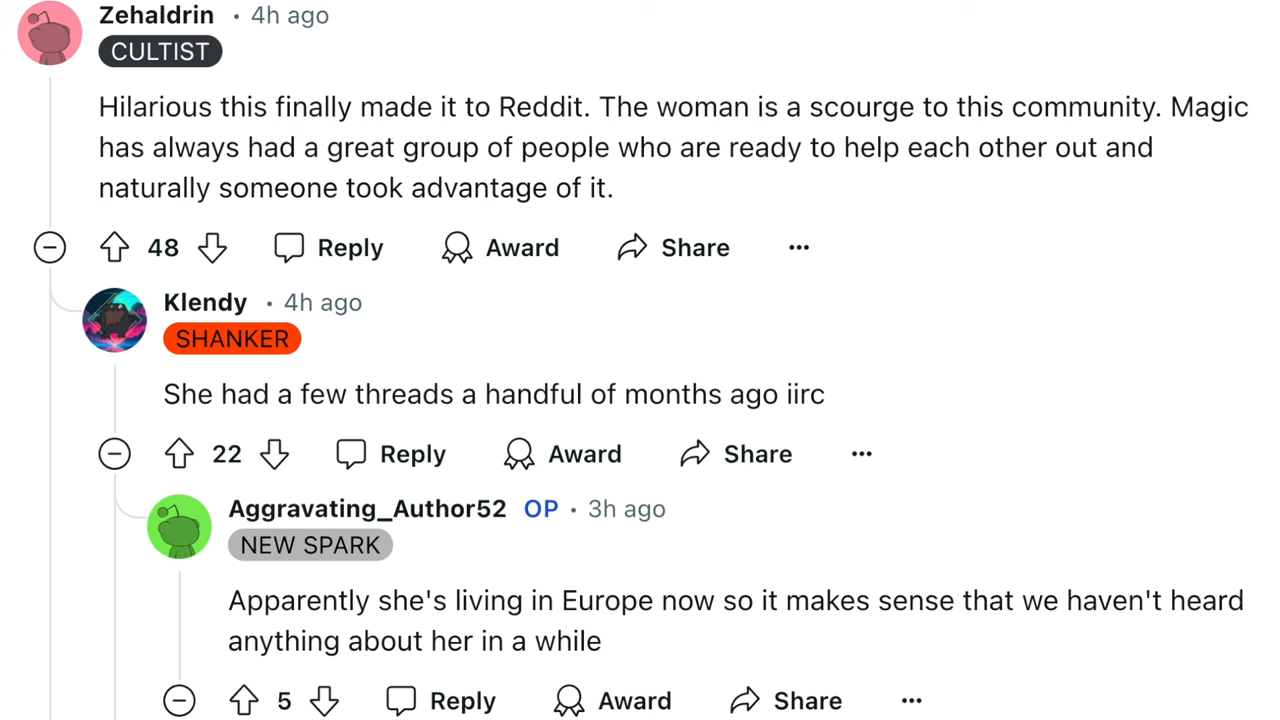 Zehaldrin • 4h ago
CULTIST
Hilarious this finally made it to Reddit. The woman is a scourge to this community. Magic
has always had a great group of people who are ready to help each other out and
naturally someone took advantage of it.
48 Reply Award Share ...
Klendy • 4h ago
SHANKER
She had a few threads a handful of months ago iirc
22 Reply Award Share ...
Aggravating_Author52 OP • 3h ago
NEW SPARK
Apparently she's living in Europe now so it makes sense that we haven't heard
anything about her in a while
5 Reply Award Share ...